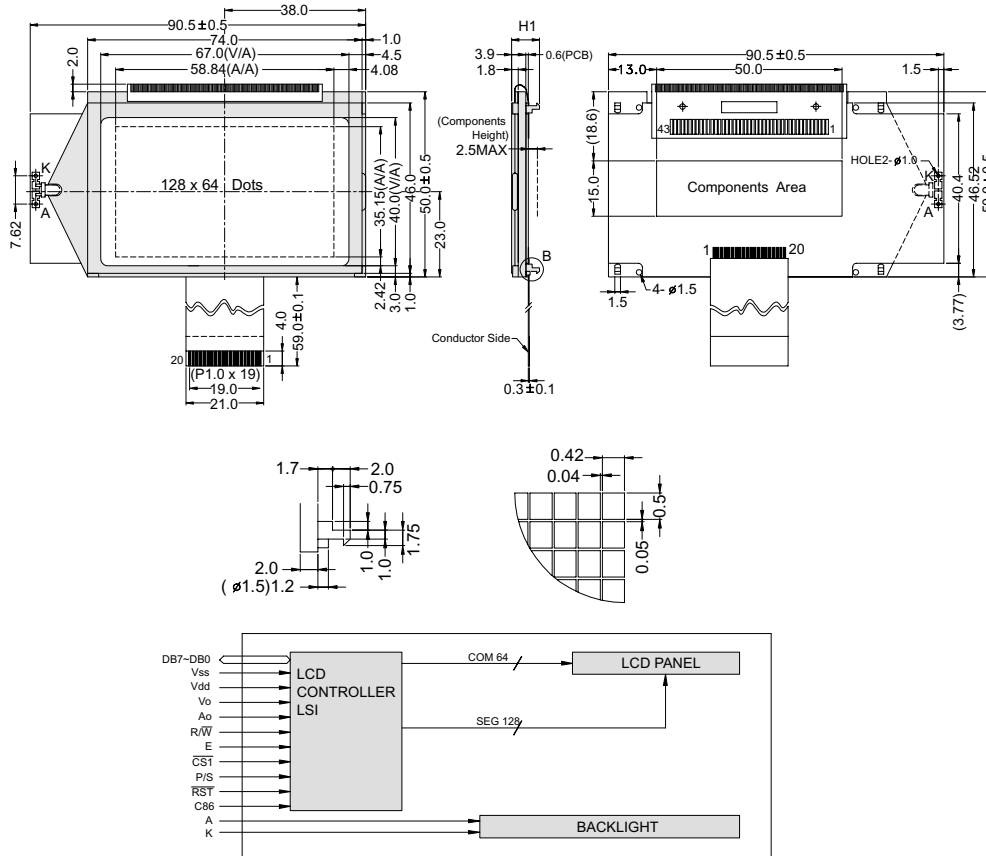 38.0
90.5±0.5
74.0
1.0
67.0(V/A)
4.5
58.84(A/A)
4.08
2.0
K
A
7.62
128 x 64 Dots
35.15(A/A)
40.0(V/A)
46.0
50.0±0.5
23.0
2.42
3.0
1.0
4.0
59.0±0.1
20
1
(P1.0 x 19)
19.0
21.0
H1
3.9
0.6(PCB)
1.8
(Components
Height)
2.5MAX
B
Conductor Side
0.3±0.1
90.5±0.5
13.0
50.0
1.5
(18.6)
15.0
43
1
HOLE2-ø1.0
K
A
Components Area
40.4
46.52
1
20
1.5
4-ø1.5
(3.77)
1.7
2.0
0.75
1.0
1.0
1.75
2.0
(ø1.5)1.2
0.42
0.04
0.5
0.05
DB7~DB0
Vss
Vdd
Vo
Ao
R/W̅
E
C̅S̅1̅
P/S
R̅S̅T̅
C86
A
K
LCD
CONTROLLER
LSI
COM 64
SEG 128
LCD PANEL
BACKLIGHT